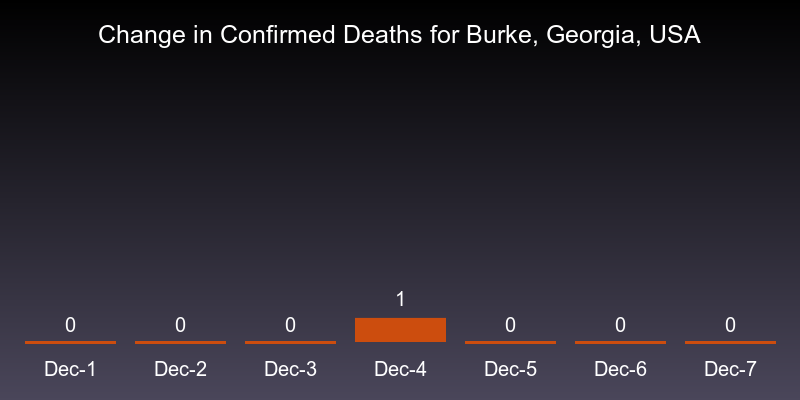 Change in Confirmed Deaths for Burke, Georgia, USA
1
0 0 0 0 0 0
Dec-1 Dec-2 Dec-3 Dec-4 Dec-5 Dec-6 Dec-7